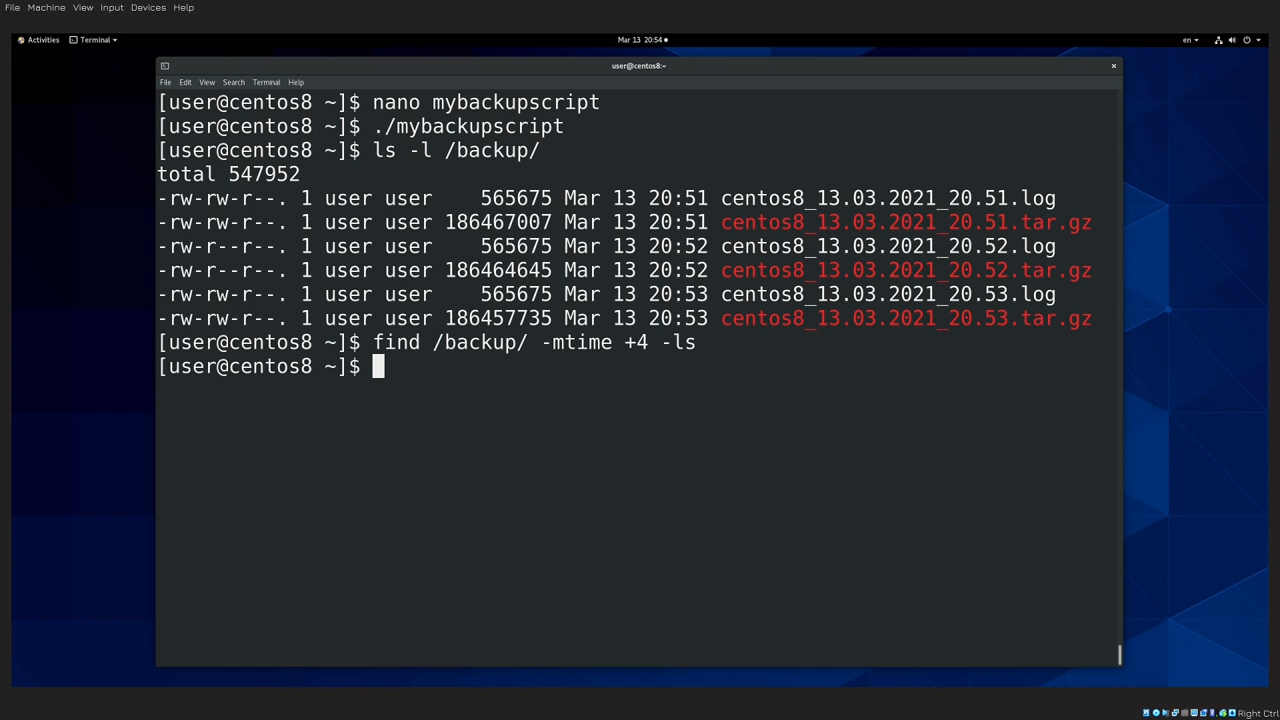 File Machine View Input Devices Help
Activities Terminal Mar 13 20:54 en
user@centos8:~
File Edit View Search Terminal Help
[user@centos8 ~]$ nano mybackupscript
[user@centos8 ~]$ ./mybackupscript
[user@centos8 ~]$ ls -l /backup/
total 547952
-rw-rw-r--. 1 user user    565675 Mar 13 20:51 centos8_13.03.2021_20.51.log
-rw-rw-r--. 1 user user 186467007 Mar 13 20:51 centos8_13.03.2021_20.51.tar.gz
-rw-rw-r--. 1 user user    565675 Mar 13 20:52 centos8_13.03.2021_20.52.log
-rw-r--r--. 1 user user 186464645 Mar 13 20:52 centos8_13.03.2021_20.52.tar.gz
-rw-rw-r--. 1 user user    565675 Mar 13 20:53 centos8_13.03.2021_20.53.log
-rw-rw-r--. 1 user user 186457735 Mar 13 20:53 centos8_13.03.2021_20.53.tar.gz
[user@centos8 ~]$ find /backup/ -mtime +4 -ls
[user@centos8 ~]$
Right Ctrl